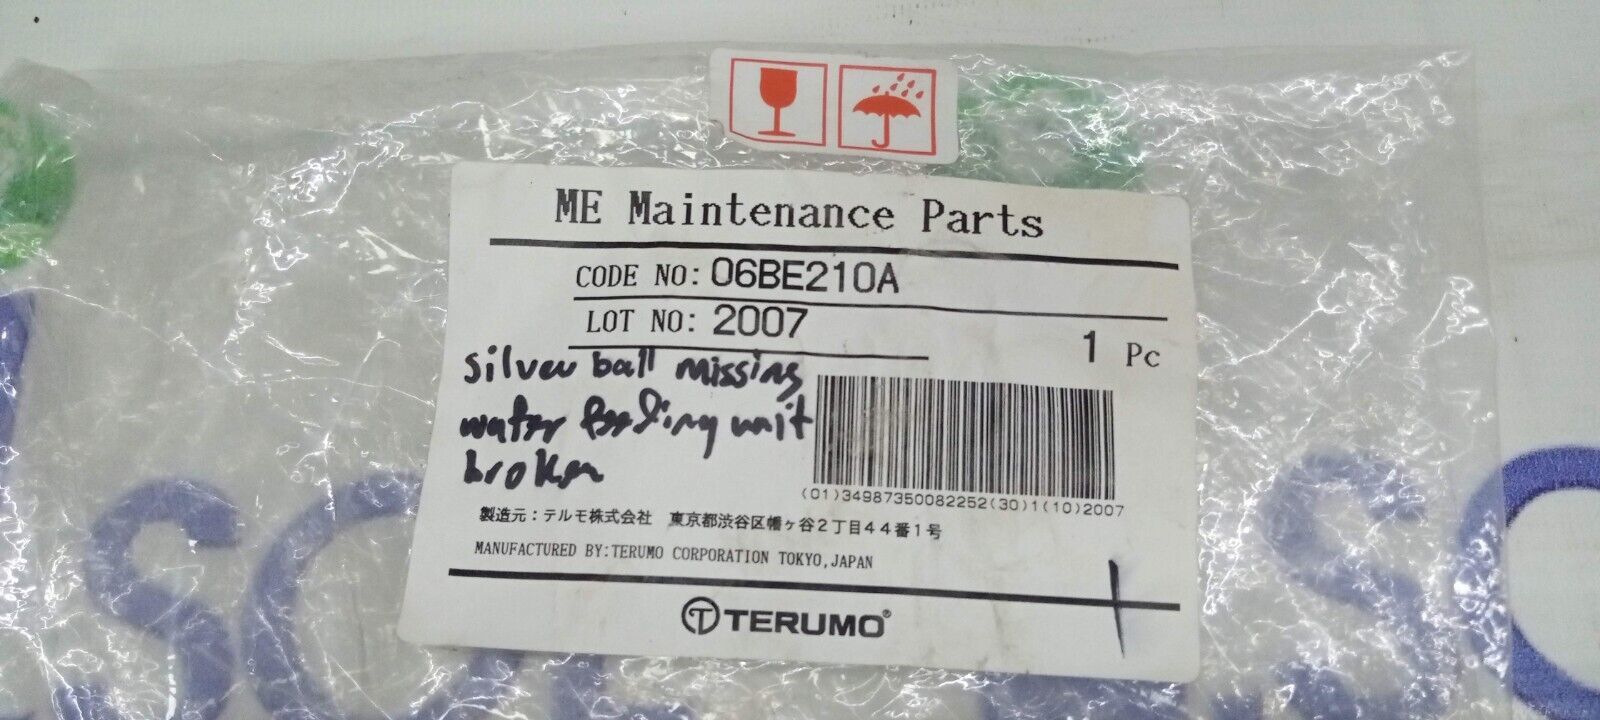 ME Maintenance Parts
CODE NO: 06BE210A
LOT NO: 2007
1 Pc
silver ball missing
water feeding unit
broken
(01)34987350082252(30)1(10)2007
製造元：テルモ株式会社　東京都渋谷区幡ヶ谷2丁目44番1号
MANUFACTURED BY:TERUMO CORPORATION TOKYO,JAPAN
TERUMO®